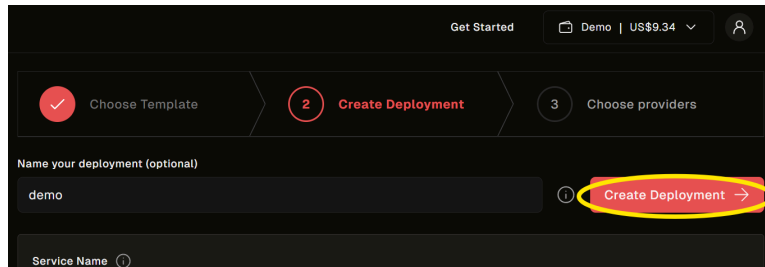 Get Started
Demo | US$9.34
Choose Template
2 Create Deployment
3 Choose providers
Name your deployment (optional)
demo
Create Deployment
Service Name